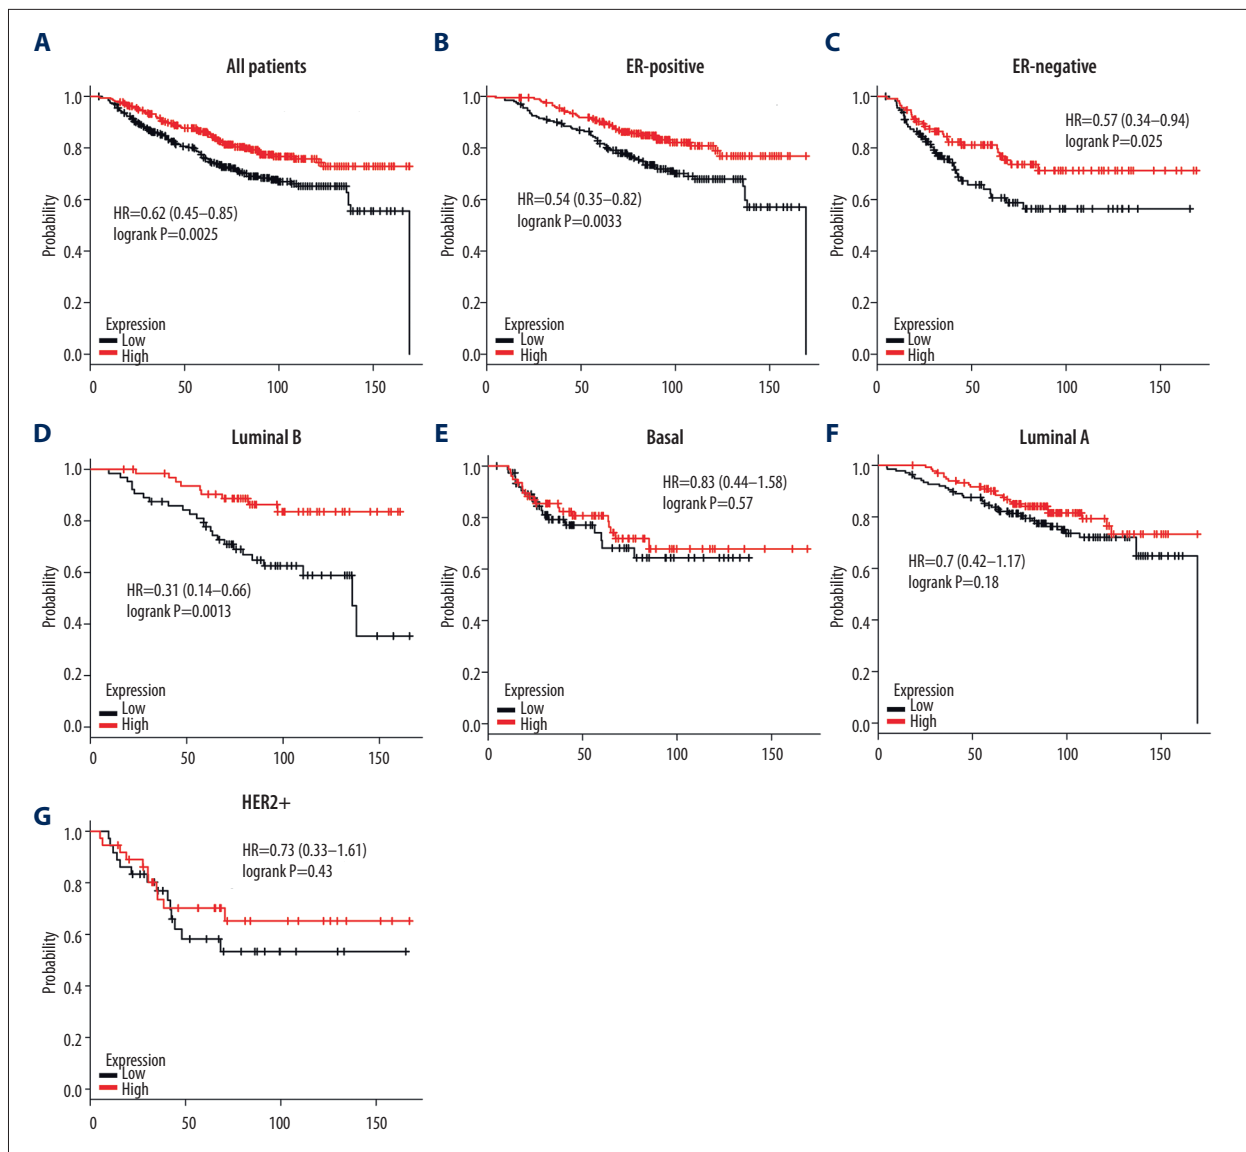 A
All patients
1.0
0.8
0.6
0.4
0.2
0.0
Probability
HR=0.62 (0.45–0.85)
logrank P=0.0025
Expression
Low
High
0 50 100 150
B
ER-positive
1.0
0.8
0.6
0.4
0.2
0.0
Probability
HR=0.54 (0.35–0.82)
logrank P=0.0033
Expression
Low
High
0 50 100 150
C
ER-negative
1.0
0.8
0.6
0.4
0.2
0.0
Probability
HR=0.57 (0.34–0.94)
logrank P=0.025
Expression
Low
High
0 50 100 150
D
Luminal B
1.0
0.8
0.6
0.4
0.2
0.0
Probability
HR=0.31 (0.14–0.66)
logrank P=0.0013
Expression
Low
High
0 50 100 150
E
Basal
1.0
0.8
0.6
0.4
0.2
0.0
Probability
HR=0.83 (0.44–1.58)
logrank P=0.57
Expression
Low
High
0 50 100 150
F
Luminal A
1.0
0.8
0.6
0.4
0.2
0.0
Probability
HR=0.7 (0.42–1.17)
logrank P=0.18
Expression
Low
High
0 50 100 150
G
HER2+
1.0
0.8
0.6
0.4
0.2
0.0
Probability
HR=0.73 (0.33–1.61)
logrank P=0.43
Expression
Low
High
0 50 100 150